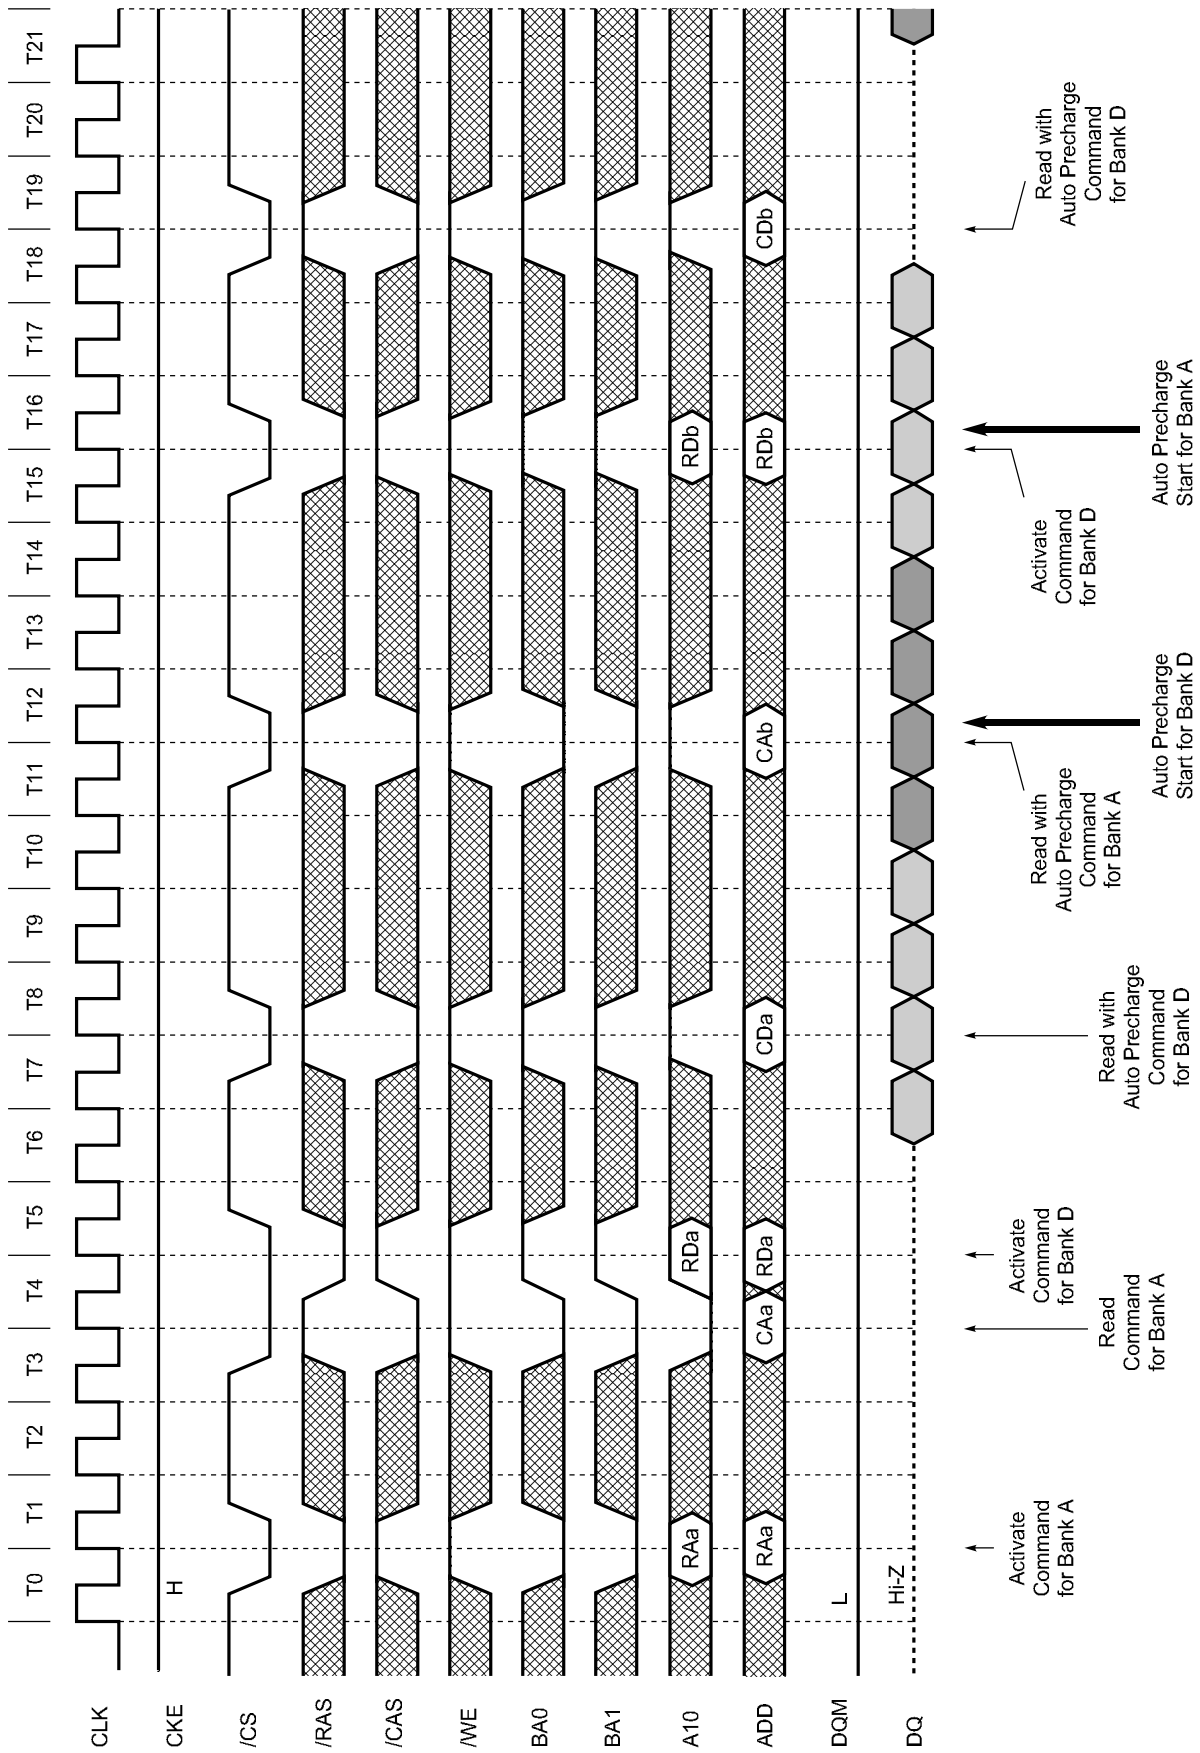 T0 T1 T2 T3 T4 T5 T6 T7 T8 T9 T10 T11 T12 T13 T14 T15 T16 T17 T18 T19 T20 T21
CLK
CKE H
/CS
/RAS
/CAS
/WE
BA0
BA1
A10 RAa RDa RDb
ADD RAa CAa RDa CDa CAb RDb CDb
DQM L
DQ Hi-Z
Activate
Command
for Bank A
Read
Command
for Bank A
Activate
Command
for Bank D
Read with
Auto Precharge
Command
for Bank D
Read with
Auto Precharge
Command
for Bank A
Auto Precharge
Start for Bank D
Activate
Command
for Bank D
Auto Precharge
Start for Bank A
Read with
Auto Precharge
Command
for Bank D